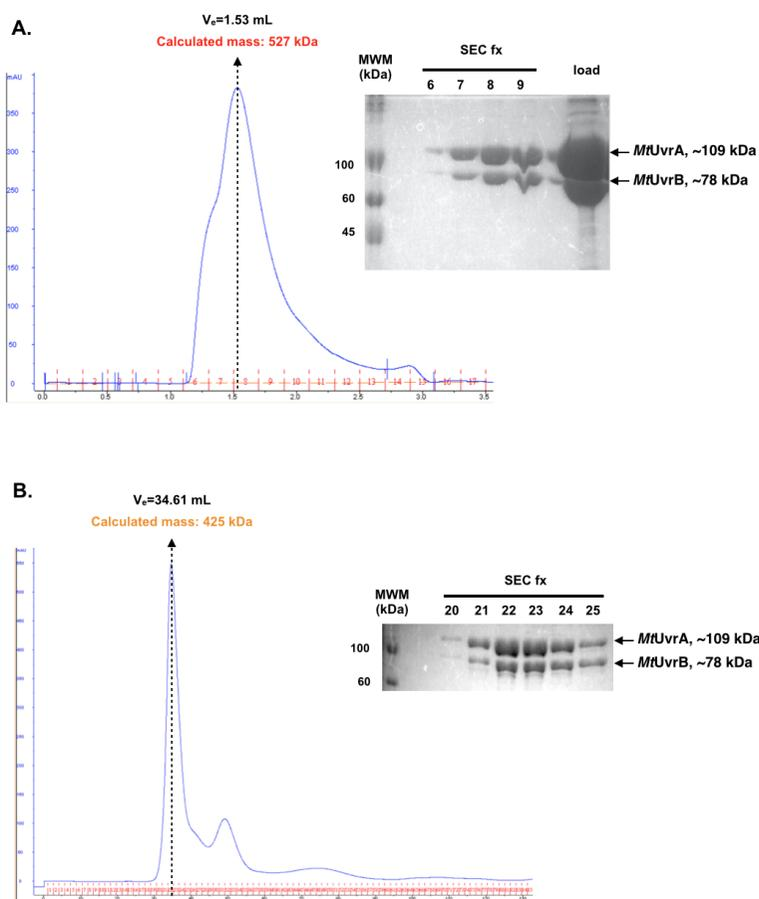 A.
Vₑ=1.53 mL
Calculated mass: 527 kDa
mAU
350
300
250
200
150
100
50
0
1 2 3 4 5 6 7 8 9 10 11 12 13 14 15 16 17
0.0 0.5 1.0 1.5 2.0 2.5 3.0 3.5
MWM
(kDa)
SEC fx
6 7 8 9
load
100
60
45
MtUvrA, ~109 kDa
MtUvrB, ~78 kDa
B.
Vₑ=34.61 mL
Calculated mass: 425 kDa
MWM
(kDa)
SEC fx
20 21 22 23 24 25
100
60
MtUvrA, ~109 kDa
MtUvrB, ~78 kDa